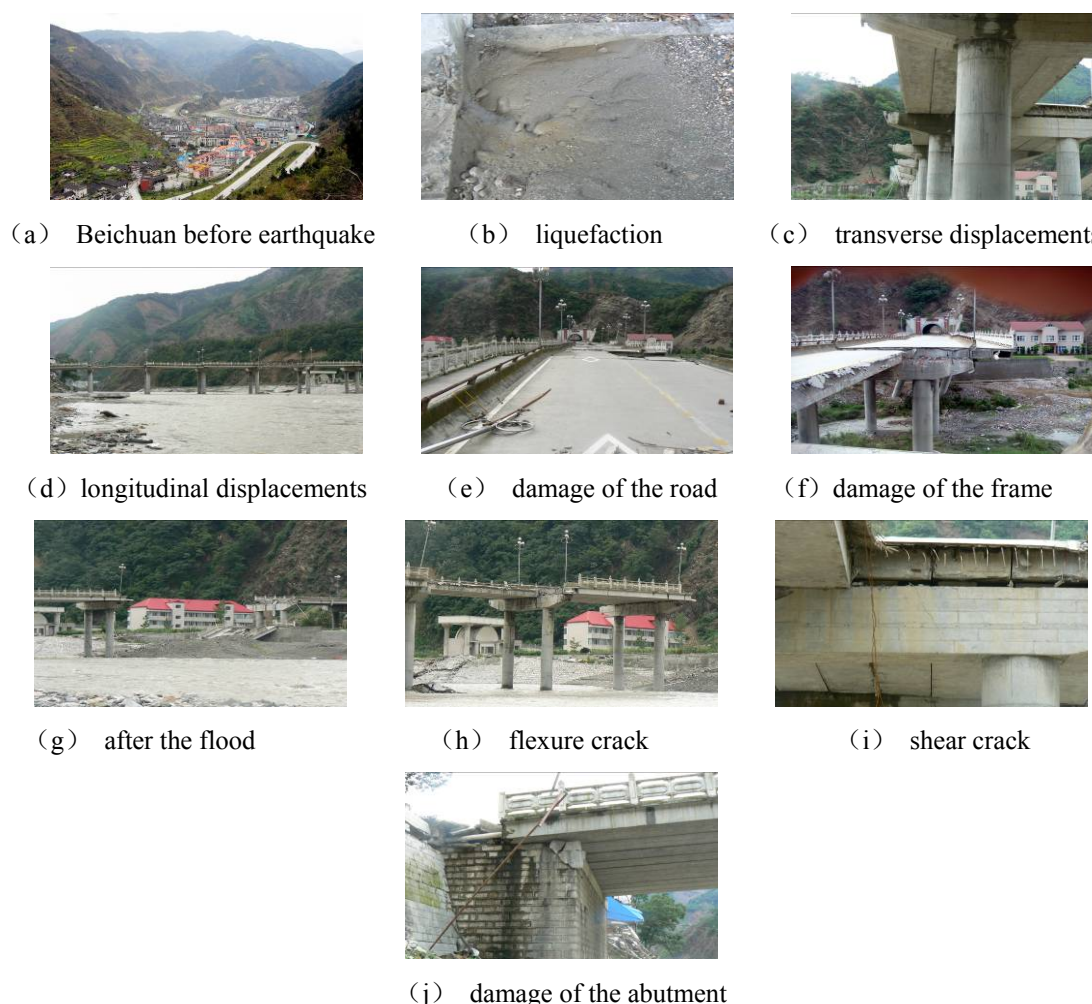 （a） Beichuan before earthquake
（b） liquefaction
（c） transverse displacements
（d）longitudinal displacements
（e） damage of the road
（f）damage of the frame
（g） after the flood
（h） flexure crack
（i） shear crack
（j） damage of the abutment